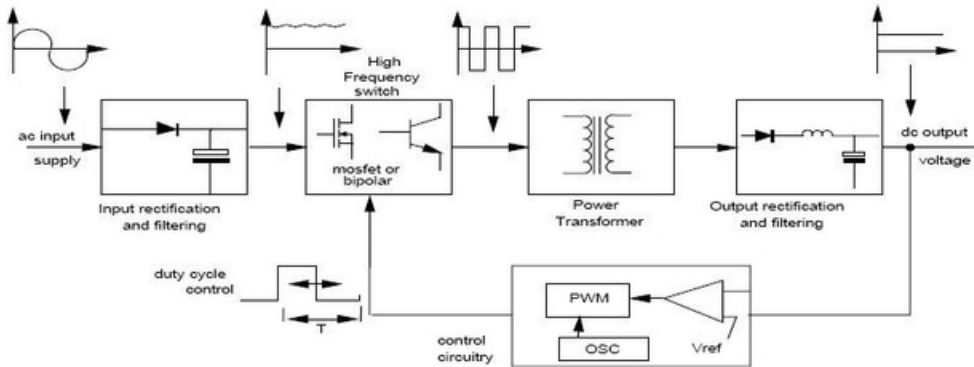 High
Frequency
switch
ac input
supply
mosfet or
bipolar
dc output
voltage
Input rectification
and filtering
Power
Transformer
Output rectification
and filtering
duty cycle
control
T
control
circuitry
PWM
OSC
Vref